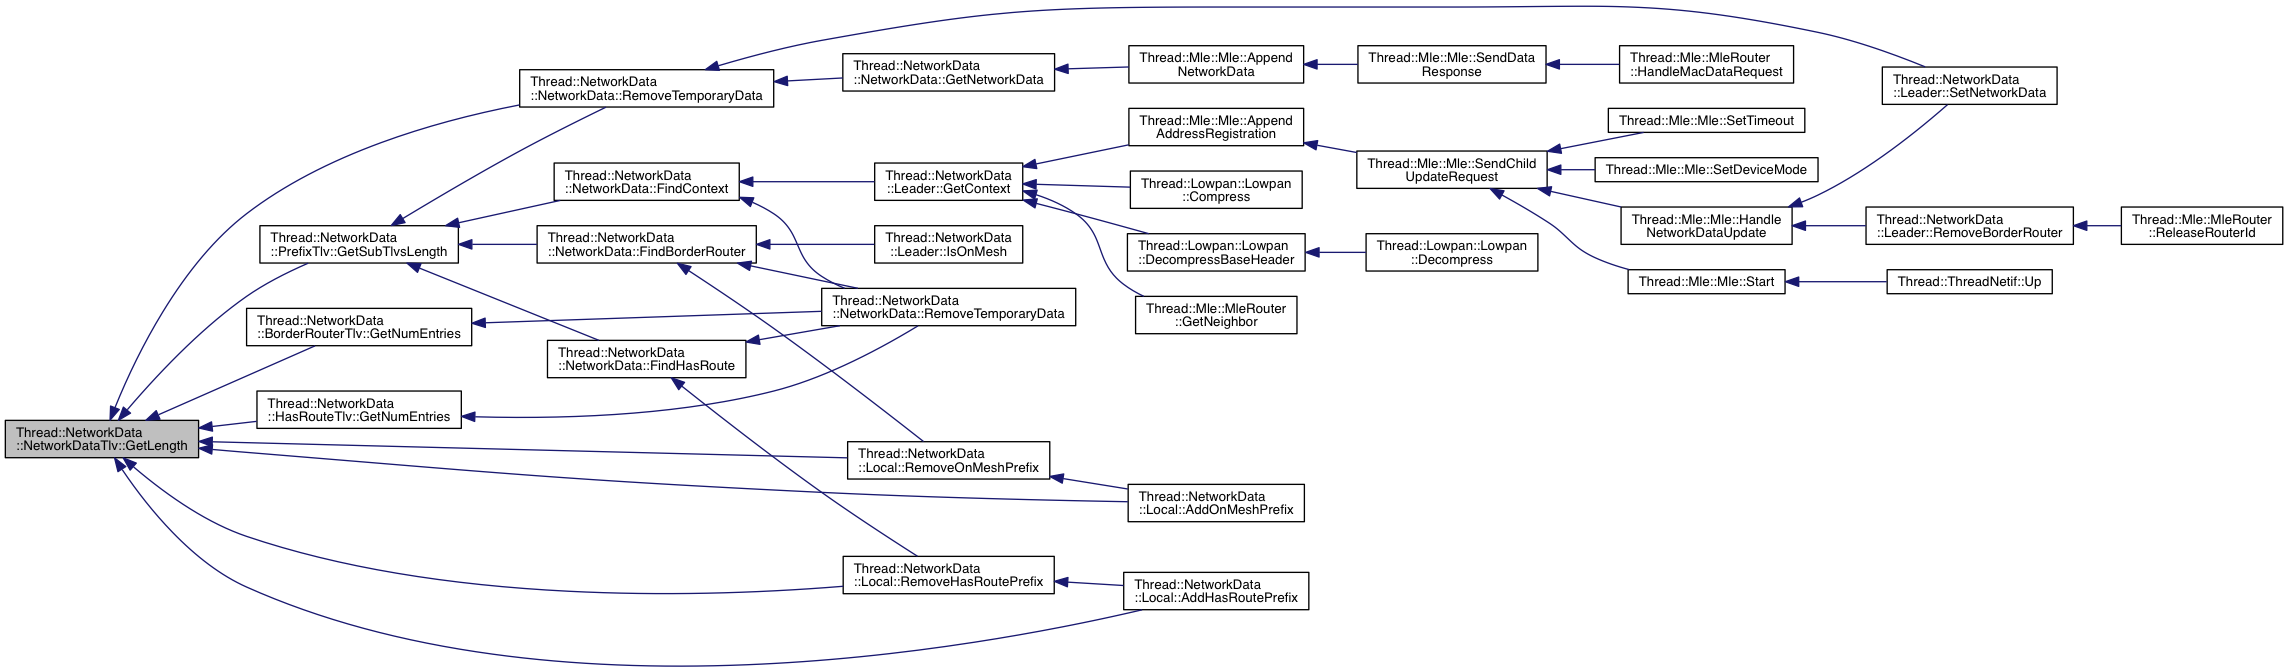 Thread::NetworkData
::NetworkDataTlv::GetLength
Thread::NetworkData
::PrefixTlv::GetSubTlvsLength
Thread::NetworkData
::BorderRouterTlv::GetNumEntries
Thread::NetworkData
::HasRouteTlv::GetNumEntries
Thread::NetworkData
::NetworkData::RemoveTemporaryData
Thread::NetworkData
::NetworkData::FindContext
Thread::NetworkData
::NetworkData::FindBorderRouter
Thread::NetworkData
::NetworkData::FindHasRoute
Thread::NetworkData
::NetworkData::GetNetworkData
Thread::NetworkData
::Leader::GetContext
Thread::NetworkData
::Leader::IsOnMesh
Thread::NetworkData
::NetworkData::RemoveTemporaryData
Thread::NetworkData
::Local::RemoveOnMeshPrefix
Thread::NetworkData
::Local::RemoveHasRoutePrefix
Thread::Mle::Mle::Append
NetworkData
Thread::Mle::Mle::Append
AddressRegistration
Thread::Lowpan::Lowpan
::Compress
Thread::Lowpan::Lowpan
::DecompressBaseHeader
Thread::Mle::MleRouter
::GetNeighbor
Thread::NetworkData
::Local::AddOnMeshPrefix
Thread::NetworkData
::Local::AddHasRoutePrefix
Thread::Mle::Mle::SendData
Response
Thread::Mle::Mle::SendChild
UpdateRequest
Thread::Lowpan::Lowpan
::Decompress
Thread::Mle::MleRouter
::HandleMacDataRequest
Thread::Mle::Mle::SetTimeout
Thread::Mle::Mle::SetDeviceMode
Thread::Mle::Mle::Handle
NetworkDataUpdate
Thread::Mle::Mle::Start
Thread::NetworkData
::Leader::SetNetworkData
Thread::NetworkData
::Leader::RemoveBorderRouter
Thread::ThreadNetif::Up
Thread::Mle::MleRouter
::ReleaseRouterId